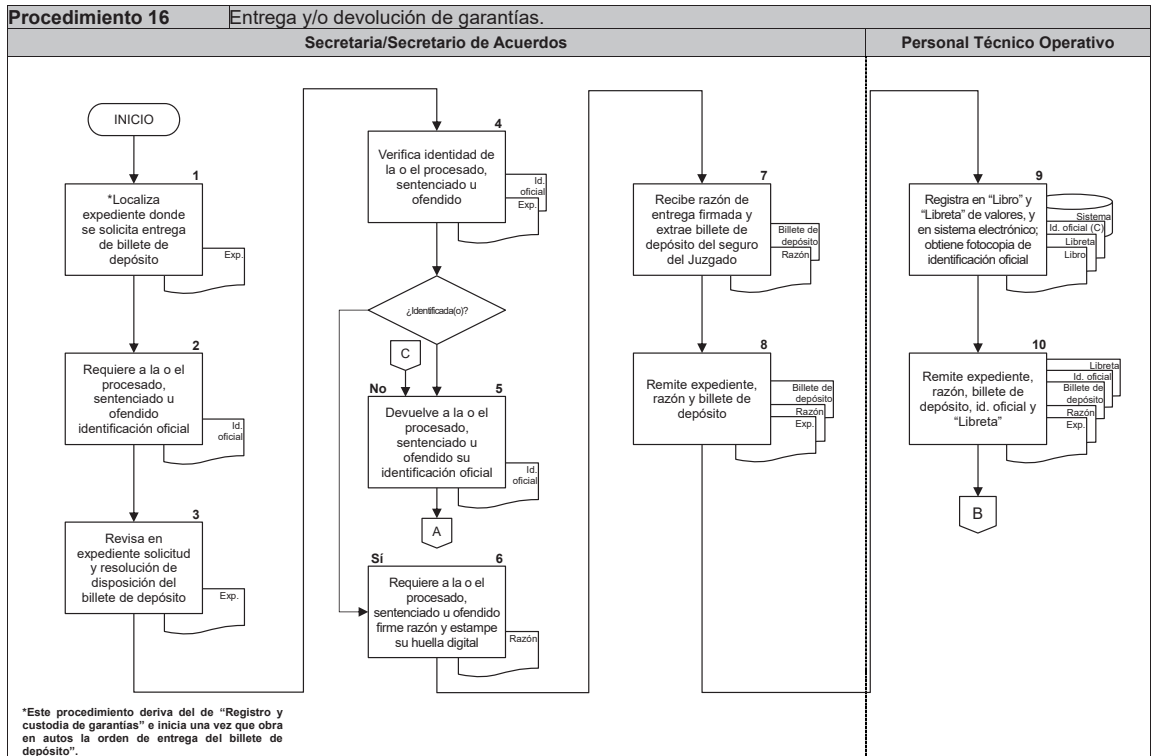 Procedimiento 16
Entrega y/o devolución de garantías.
Secretaria/Secretario de Acuerdos
Personal Técnico Operativo
INICIO
1
*Localiza
expediente donde
se solicita entrega
de billete de
depósito
Exp.
2
Requiere a la o el
procesado,
sentenciado u
ofendido
identificación oficial
Id.
oficial
3
Revisa en
expediente solicitud
y resolución de
disposición del
billete de depósito
Exp.
*Este procedimiento deriva del de “Registro y
custodia de garantías” e inicia una vez que obra
en autos la orden de entrega del billete de
depósito”.
4
Verifica identidad de
la o el procesado,
sentenciado u
ofendido
Id.
oficial
Exp.
¿Identificada(o)?
C
No
5
Devuelve a la o el
procesado,
sentenciado u
ofendido su
identificación oficial
Id.
oficial
A
Sí
6
Requiere a la o el
procesado,
sentenciado u ofendido
firme razón y estampe
su huella digital
Razón
7
Recibe razón de
entrega firmada y
extrae billete de
depósito del seguro
del Juzgado
Billete de
depósito
Razón
8
Remite expediente,
razón y billete de
depósito
Billete de
depósito
Razón
Exp.
9
Registra en “Libro” y
“Libreta” de valores, y
en sistema electrónico;
obtiene fotocopia de
identificación oficial
Sistema
Id. oficial (C)
Libreta
Libro
10
Remite expediente,
razón, billete de
depósito, id. oficial y
“Libreta”
Libreta
Id. oficial
Billete de
depósito
Razón
Exp.
B